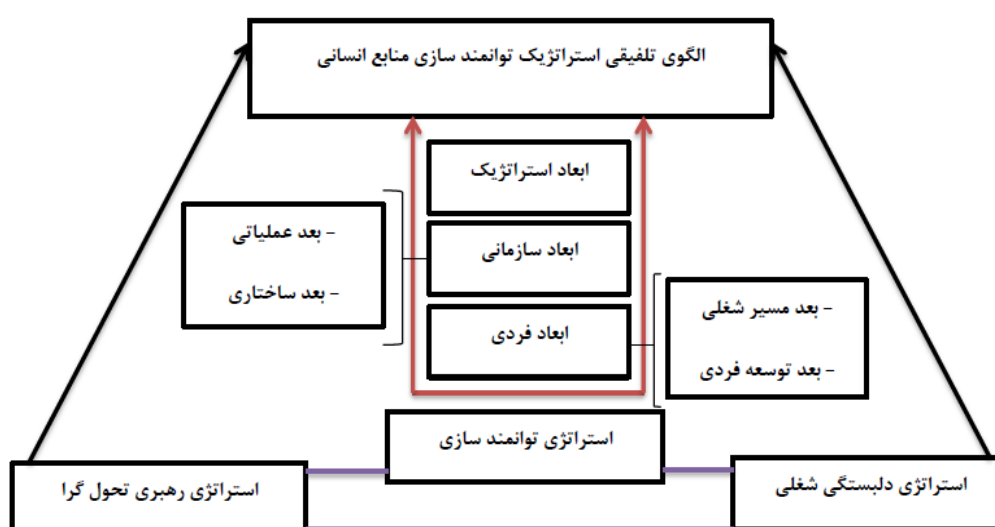 الگوی تلفیقی استراتژیک توانمند سازی منابع انسانی
ابعاد استراتژیک
ابعاد سازمانی
- بعد عملیاتی
- بعد ساختاری
ابعاد فردی
- بعد مسیر شغلی
- بعد توسعه فردی
استراتژی توانمند سازی
استراتژی دلبستگی شغلی
استراتژی رهبری تحول گرا